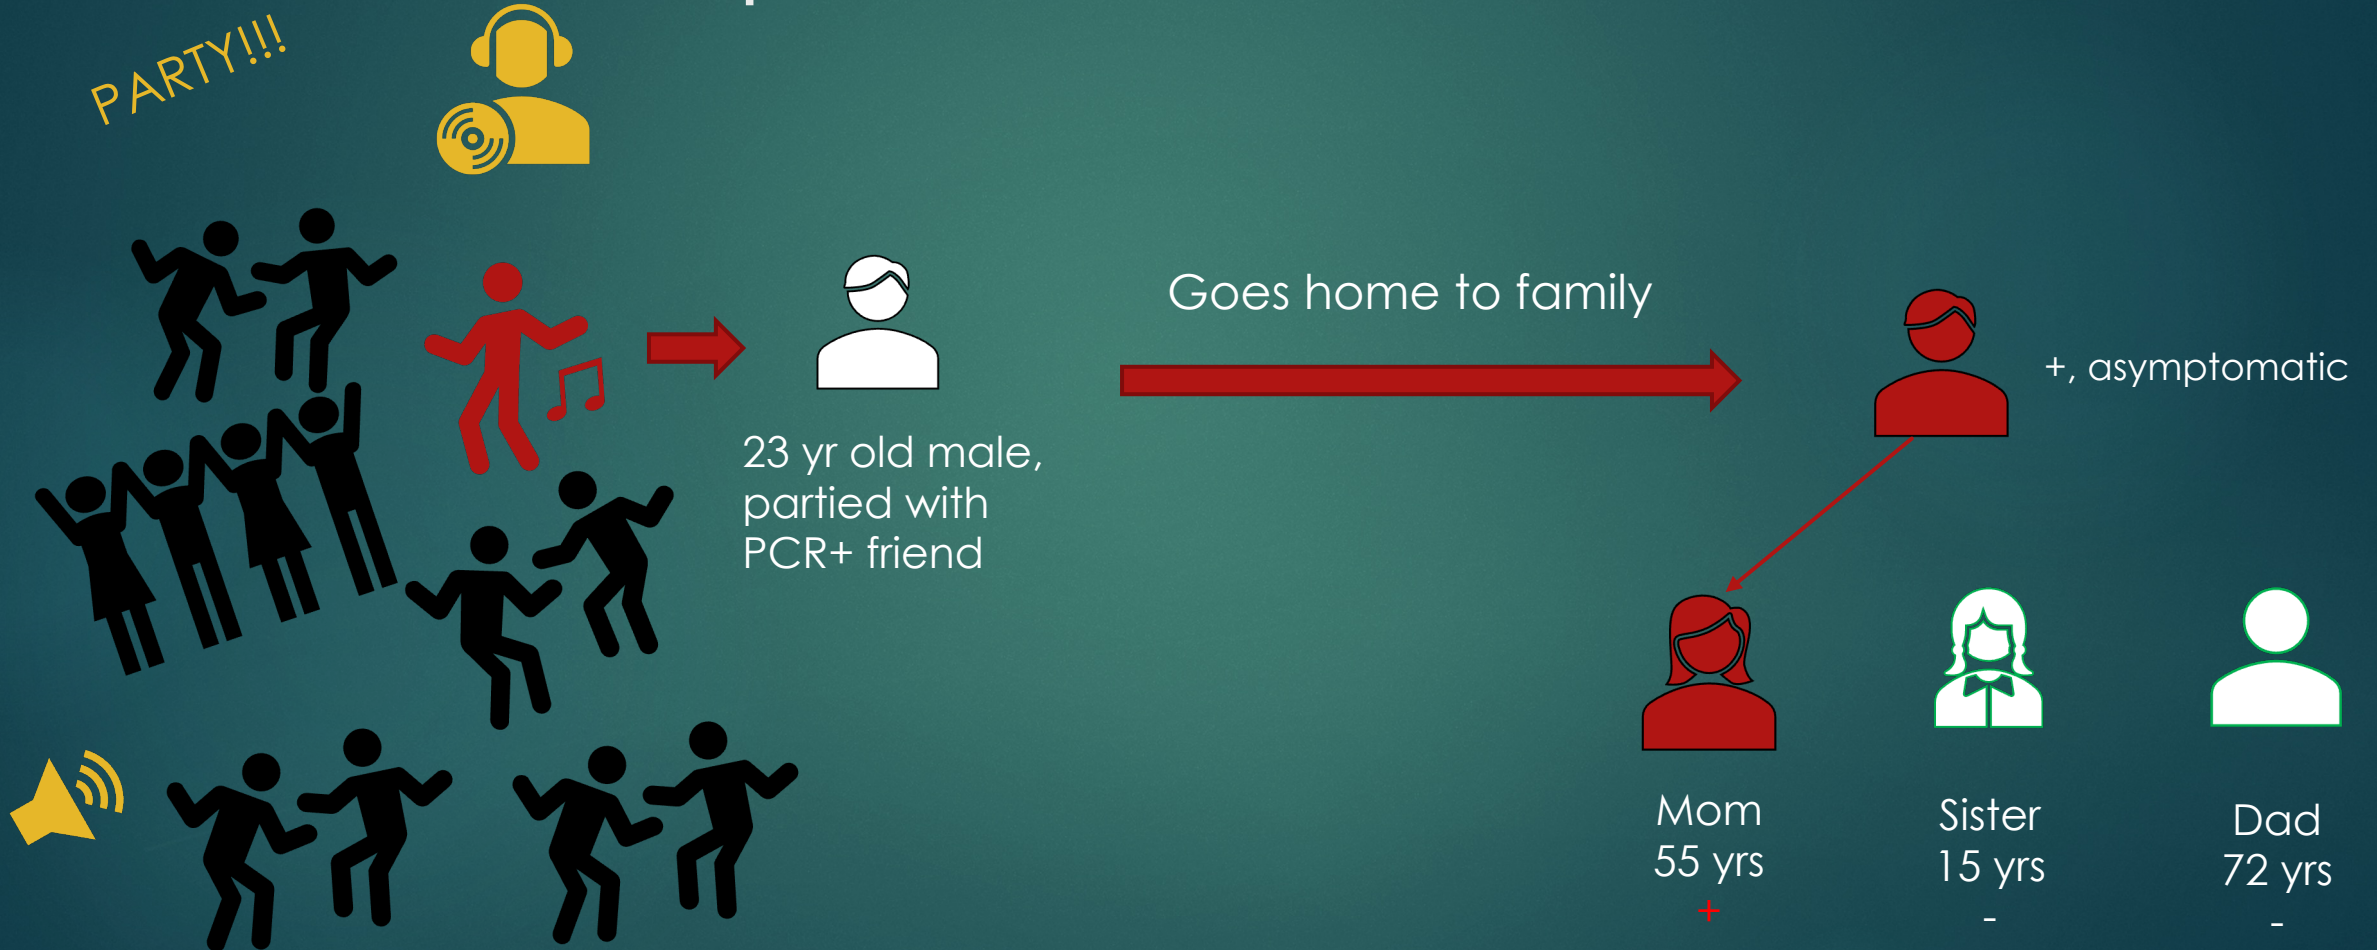 PARTY!!!
Goes home to family
+, asymptomatic
23 yr old male,
partied with
PCR+ friend
Mom
55 yrs
+
Sister
15 yrs
-
Dad
72 yrs
-